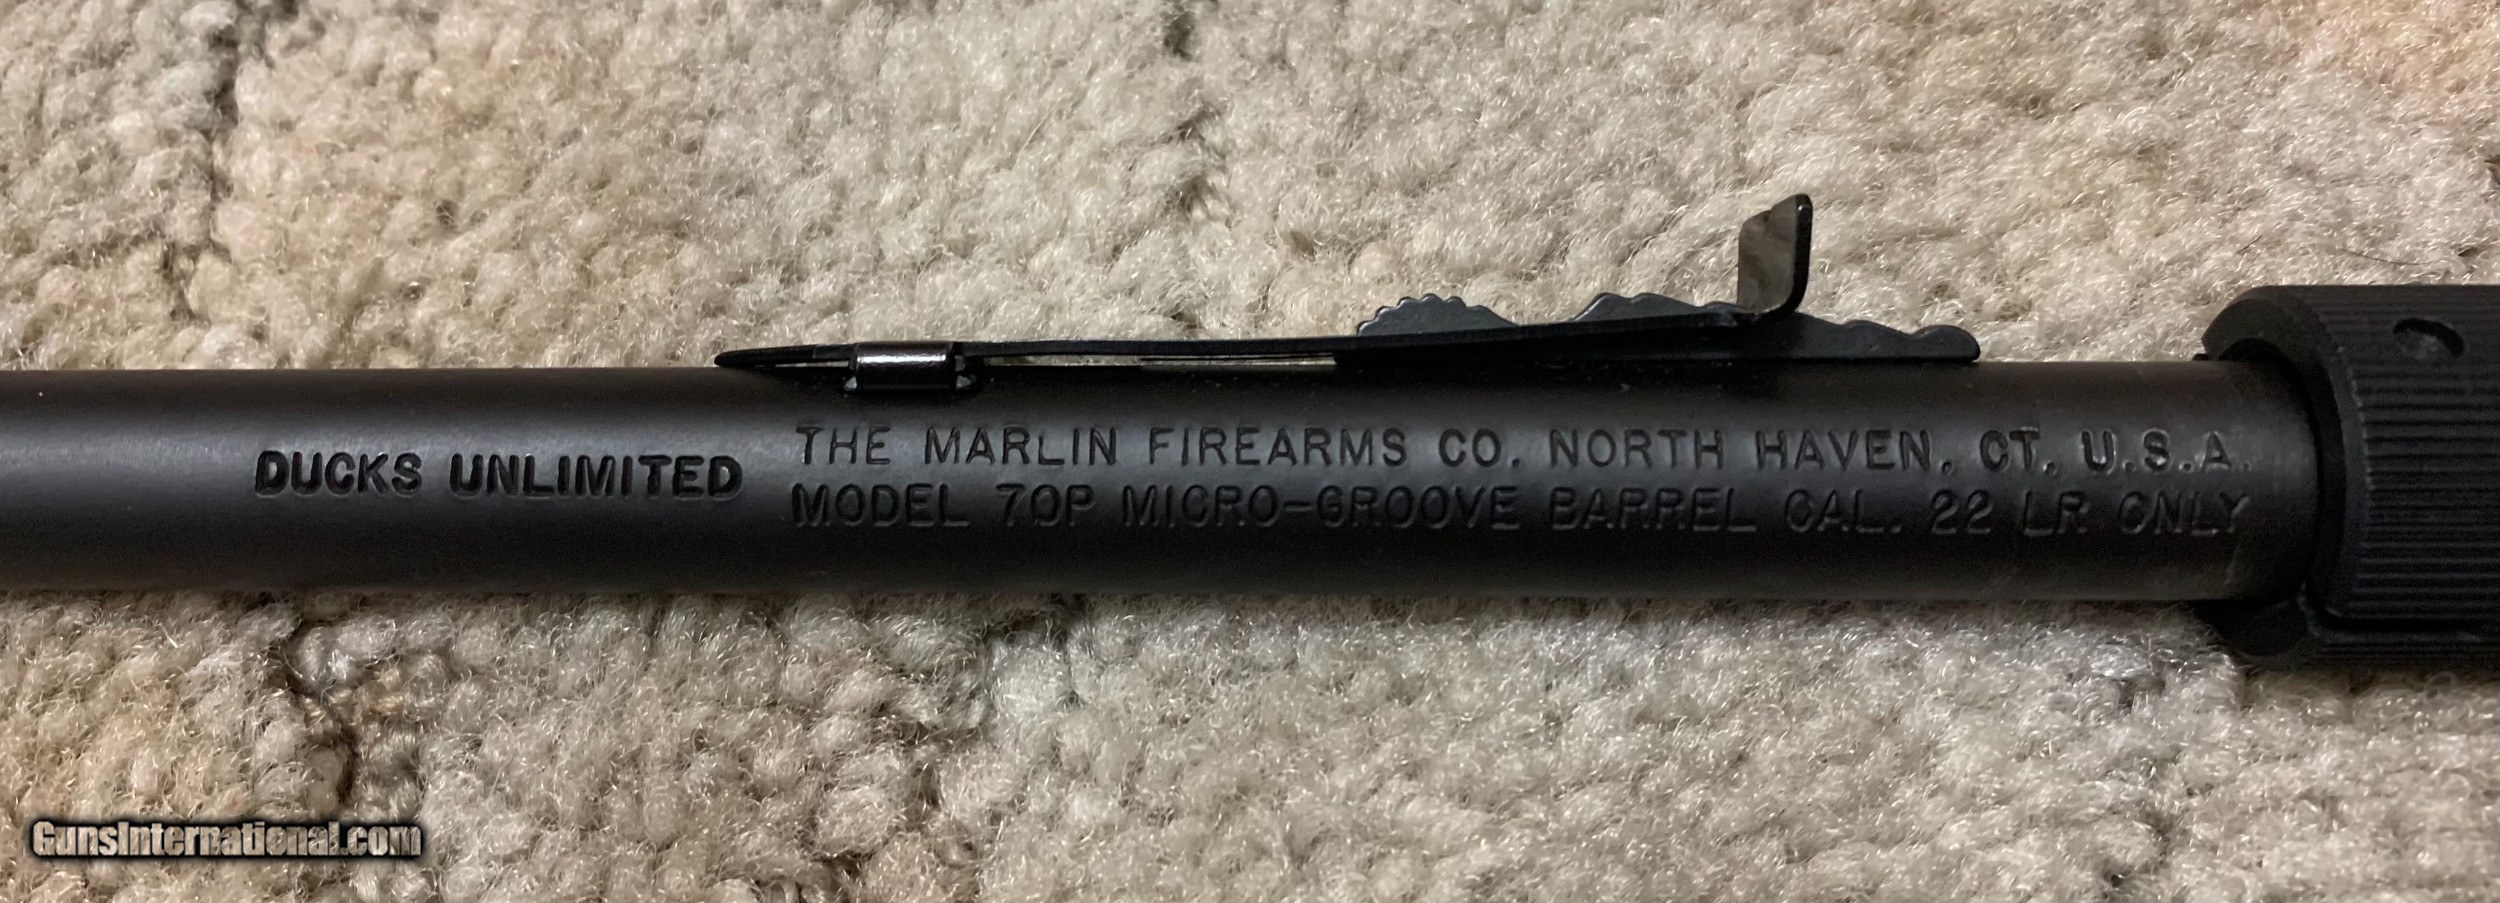 DUCKS UNLIMITED
THE MARLIN FIREARMS CO. NORTH HAVEN, CT. U.S.A.
MODEL 70P MICRO-GROOVE BARREL CAL. 22 LR ONLY
GunsInternational.com